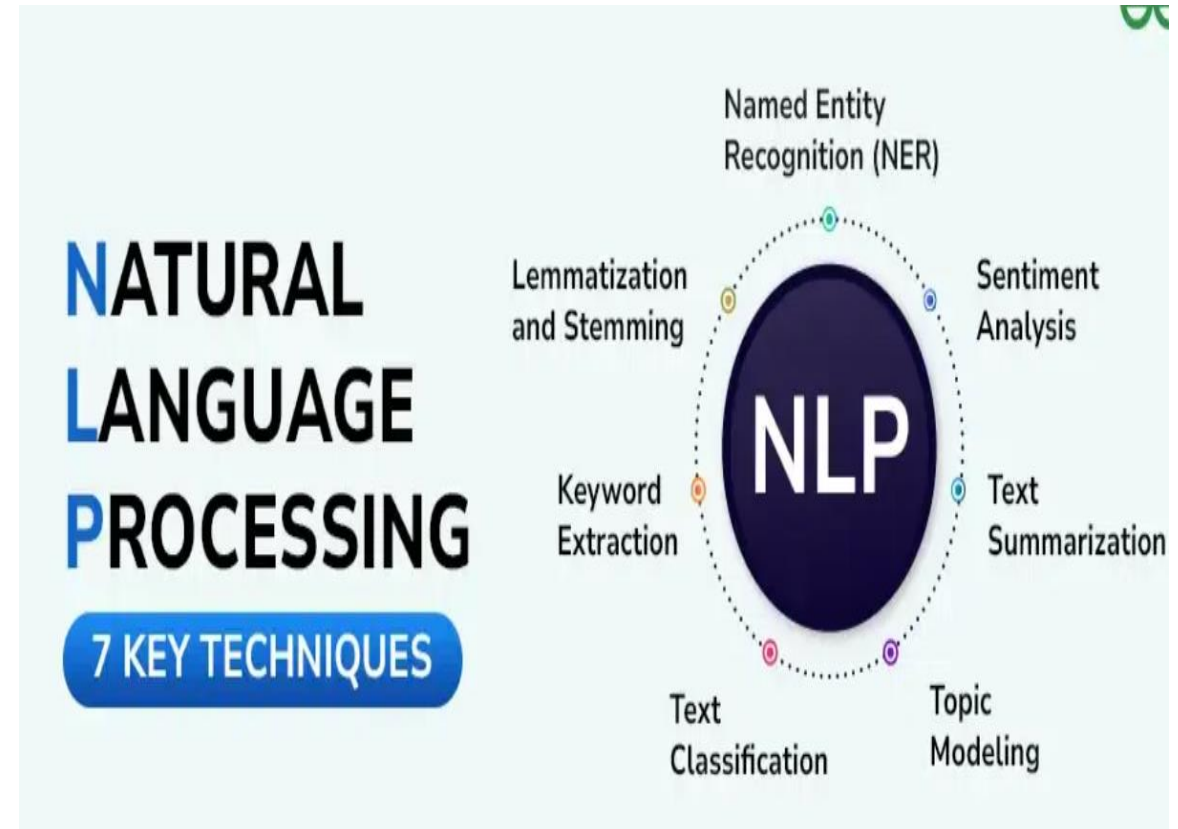 NATURAL
LANGUAGE
PROCESSING
7 KEY TECHNIQUES
Named Entity
Recognition (NER)
Sentiment
Analysis
Text
Summarization
Topic
Modeling
Text
Classification
Keyword
Extraction
Lemmatization
and Stemming
NLP